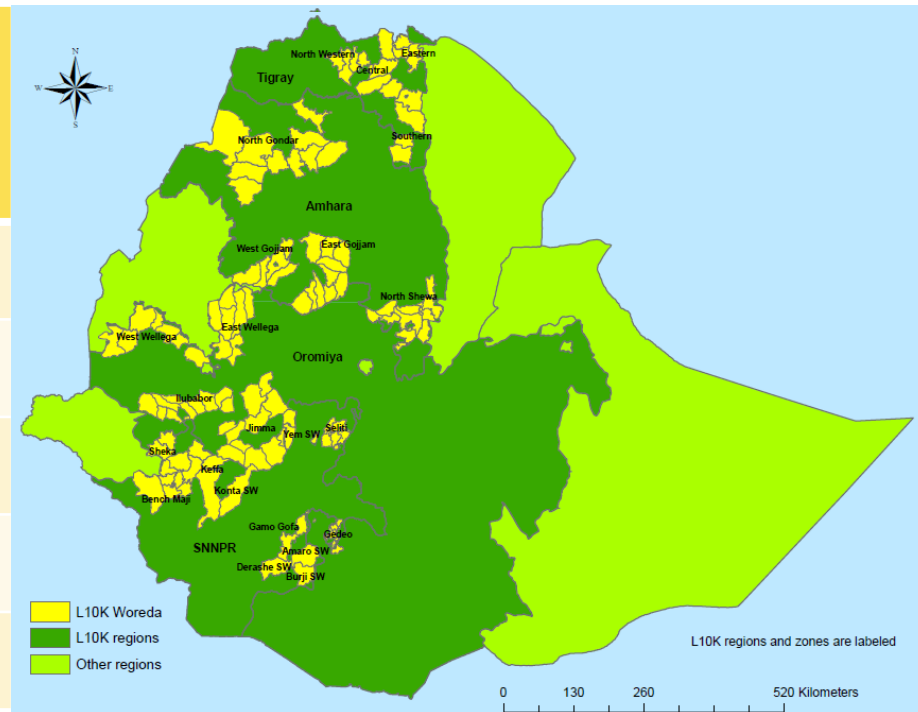 N
W
E
S
North Western
Eastern
Central
Tigray
Southern
North Gondar
Amhara
West Gojjam
East Gojjam
North Shewa
East Wellega
West Wellega
Oromiya
Ilubabor
Jimma
Yem SW
Seliti
Sheka
Keffa
Konta SW
Bench Maji
Gamo Gofa
Gedeo
SNNPR
Amaro SW
Derashe SW
Burji SW
L10K Woreda
L10K regions
Other regions
L10K regions and zones are labeled
0 130 260 520 Kilometers